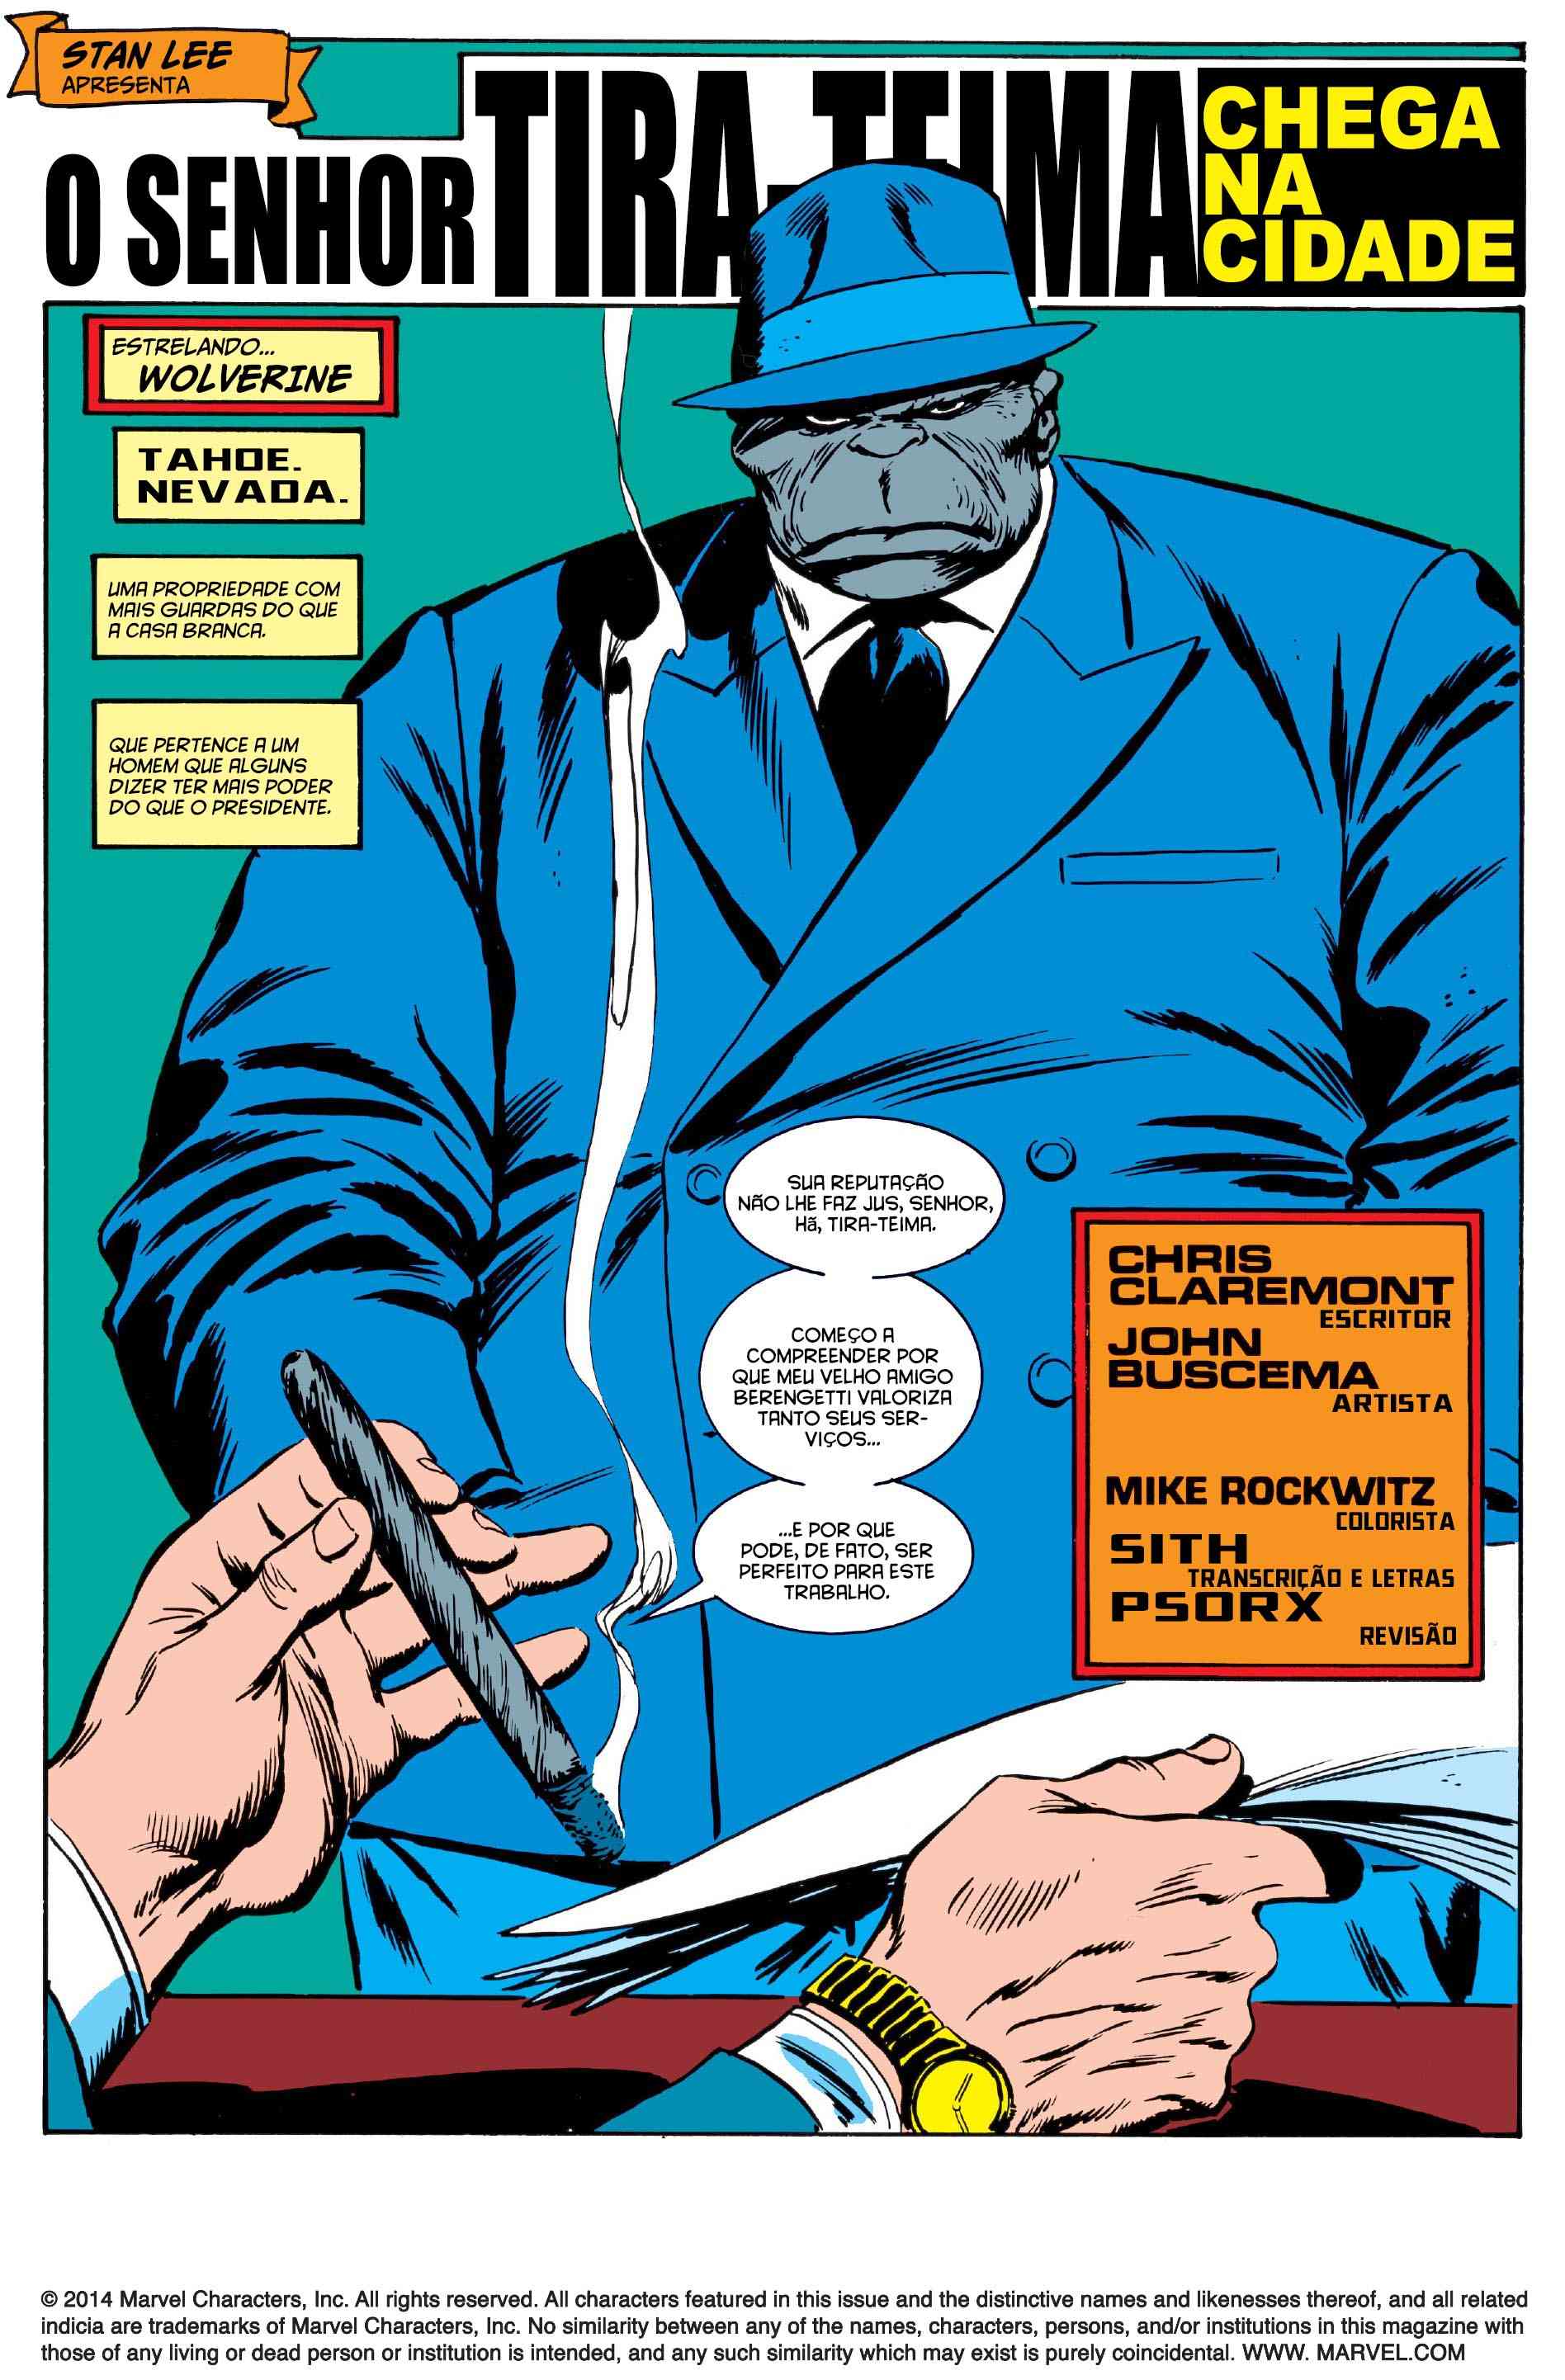 STAN LEE
APRESENTA
O SENHOR TIRA-TEIMA CHEGA
NA
CIDADE
ESTRELANDO...
WOLVERINE
TAHOE.
NEVADA.
UMA PROPRIEDADE COM
MAIS GUARDAS DO QUE
A CASA BRANCA.
QUE PERTENCE A UM
HOMEM QUE ALGUNS
DIZER TER MAIS PODER
DO QUE O PRESIDENTE.
SUA REPUTAÇÃO
NÃO LHE FAZ JUS, SENHOR,
Hã, TIRA-TEIMA.
COMEÇO A
COMPREENDER POR
QUE MEU VELHO AMIGO
BERENGETTI VALORIZA
TANTO SEUS SER-
VIÇOS...
...E POR QUE
PODE, DE FATO, SER
PERFEITO PARA ESTE
TRABALHO.
CHRIS
CLAREMONT
ESCRITOR
JOHN
BUSCEMA
ARTISTA
MIKE ROCKWITZ
COLORISTA
SITH
TRANSCRIÇÃO E LETRAS
PSORX
REVISÃO
© 2014 Marvel Characters, Inc. All rights reserved. All characters featured in this issue and the distinctive names and likenesses thereof, and all related
indicia are trademarks of Marvel Characters, Inc. No similarity between any of the names, characters, persons, and/or institutions in this magazine with
those of any living or dead person or institution is intended, and any such similarity which may exist is purely coincidental. WWW. MARVEL.COM